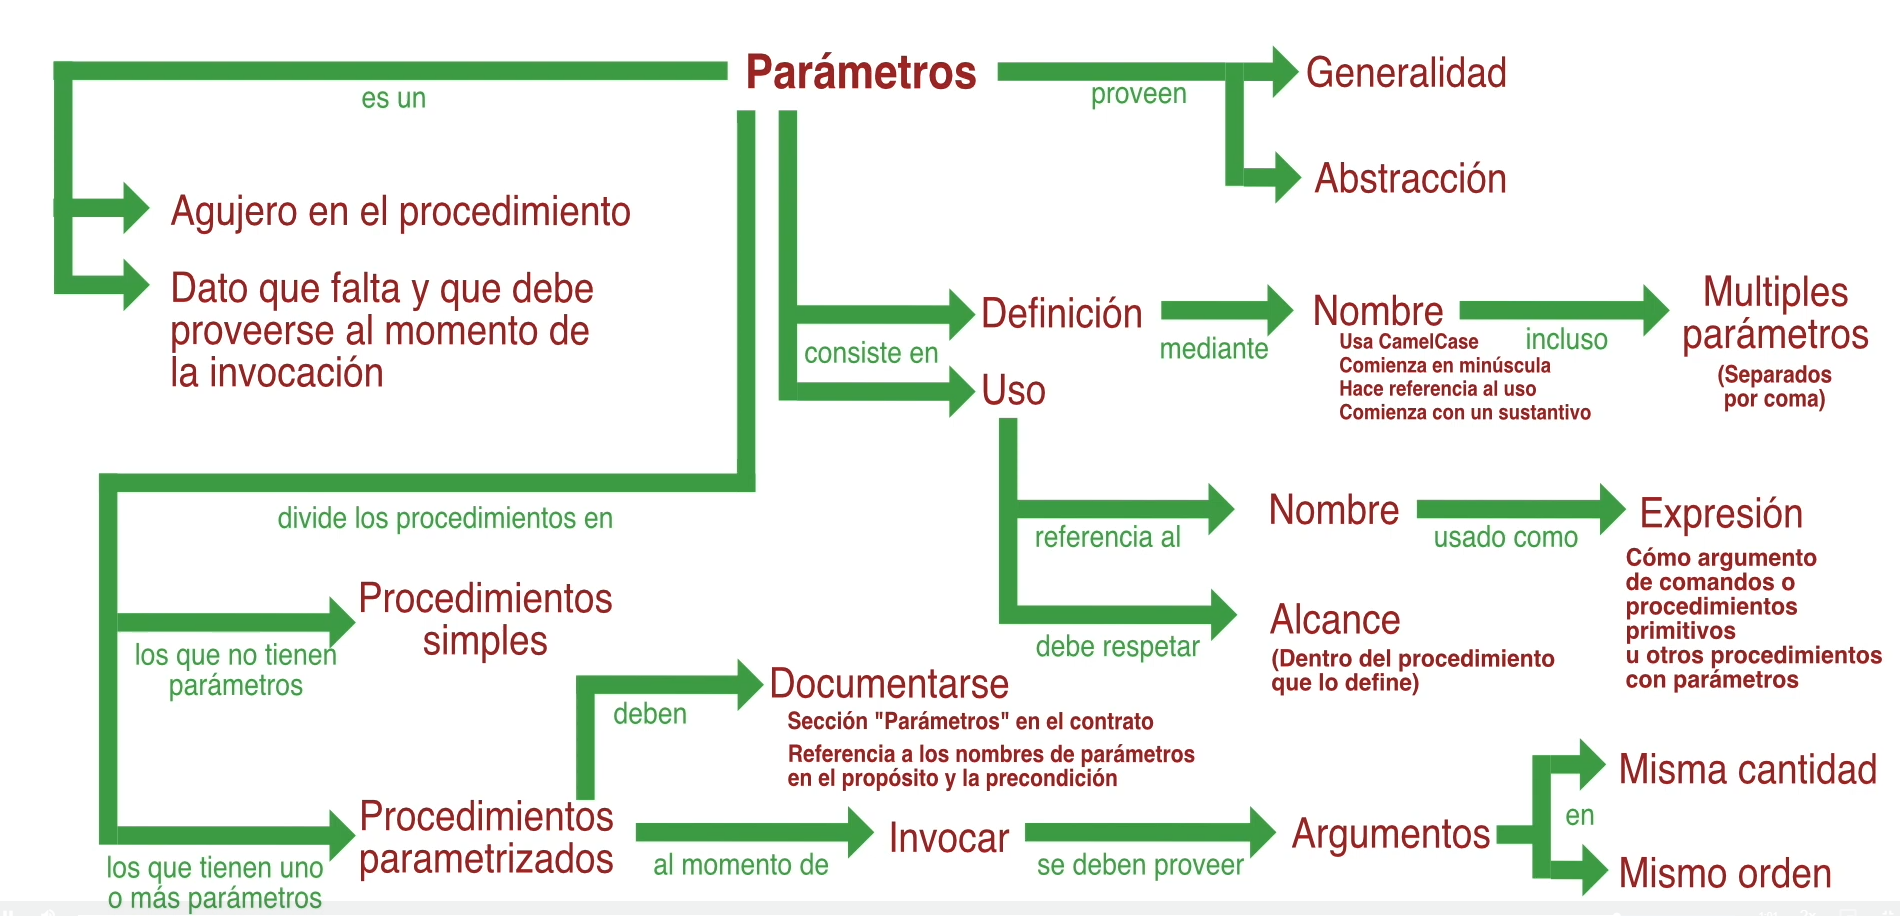 Parámetros
es un
proveen
Generalidad
Abstracción
Agujero en el procedimiento
Dato que falta y que debe
proveerse al momento de
la invocación
consiste en
Definición
mediante
Nombre
Usa CamelCase
Comienza en minúscula
Hace referencia al uso
Comienza con un sustantivo
incluso
Multiples
parámetros
(Separados
por coma)
Uso
referencia al
Nombre
usado como
Expresión
Cómo argumento
de comandos o
procedimientos
primitivos
u otros procedimientos
con parámetros
debe respetar
Alcance
(Dentro del procedimiento
que lo define)
divide los procedimientos en
los que no tienen
parámetros
Procedimientos
simples
los que tienen uno
o más parámetros
Procedimientos
parametrizados
deben
Documentarse
Sección "Parámetros" en el contrato
Referencia a los nombres de parámetros
en el propósito y la precondición
al momento de
Invocar
se deben proveer
Argumentos
en
Misma cantidad
Mismo orden